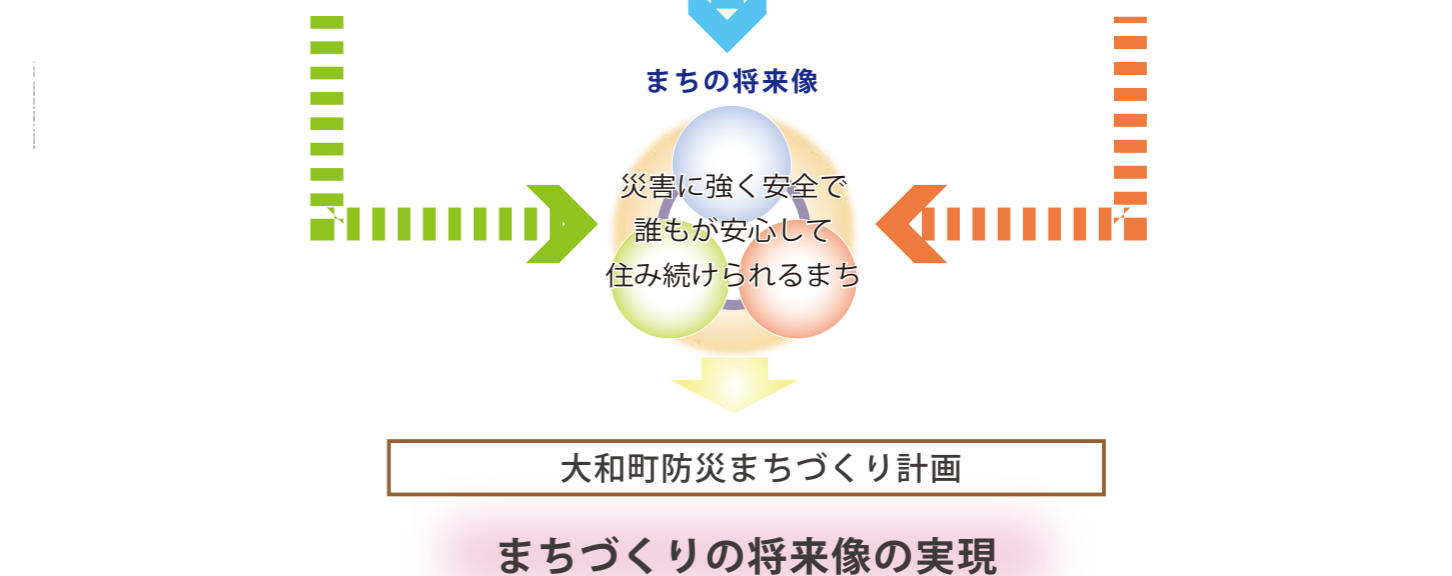 まちの将来像
災害に強く安全で
誰もが安心して
住み続けられるまち
大和町防災まちづくり計画
まちづくりの将来像の実現